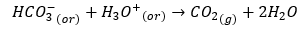 HCO₃⁻₍ₒᵣ₎ + H₃O⁺₍ₒᵣ₎ → CO₂₍g₎ + 2H₂O